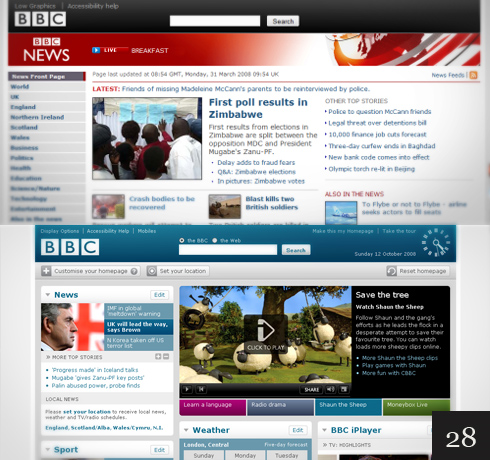 Low Graphics | Accessibility help
BBC
Search
BBC
NEWS
LIVE BREAKFAST
News Front Page
World
UK
England
Northern Ireland
Scotland
Wales
Business
Politics
Health
Education
Science/Nature
Technology
Entertainment
Also in the news
Page last updated at 08:54 GMT, Monday, 31 March 2008 09:54 UK
News Feeds
LATEST: Friends of missing Madeleine McCann's parents to be reinterviewed by police.
First poll results in
Zimbabwe
First results from elections in
Zimbabwe are split between the
opposition MDC and President
Mugabe's Zanu-PF.
Delay adds to fraud fears
Q&A: Zimbabwe elections
In pictures: Zimbabwe votes
OTHER TOP STORIES
Police to question McCann friends
Legal threat over detentions bill
10,000 finance job cuts forecast
Three-day curfew ends in Baghdad
New bank code comes into effect
Olympic torch re-lit in Beijing
Crash bodies to be
recovered
Blast kills two
British soldiers
ALSO IN THE NEWS
To Flybe or not to Flybe - airline
seeks actors to fill seats
Display Options | Accessibility Help | Mobiles
Make this my Homepage | Take the tour
BBC
the BBC the Web
Search
Sunday 12 October 2008
Customise your homepage ?
Set your location
Reset homepage
News
Edit
IMF in global
'meltdown' warning
UK will lead the way,
says Brown
N Korea taken off US
terror list
MORE TOP STORIES
'Progress made' in Iceland talks
Mugabe 'gives Zanu-PF key posts'
Palin abused power, probe finds
LOCAL NEWS
Please set your location to receive local news,
weather and TV/radio schedules.
England, Scotland/Alba, Wales/Cymru, N.I.
Sport
Edit
CLICK TO PLAY
SHARE
Save the tree
Watch Shaun the Sheep
Follow Shaun and the gang's
efforts as he leads the flock in a
desperate attempt to save their
favourite tree. You can watch
loads more sheepy clips online.
More Shaun the Sheep clips
Play games with Shaun
More fun with CBBC
Learn a language
Radio drama
Shaun the Sheep
Moneybox Live
Weather
Edit
London, Central
Five-day forecast
Sunday
Monday
Tuesday
BBC iPlayer
Edit
TV: HIGHLIGHTS
28